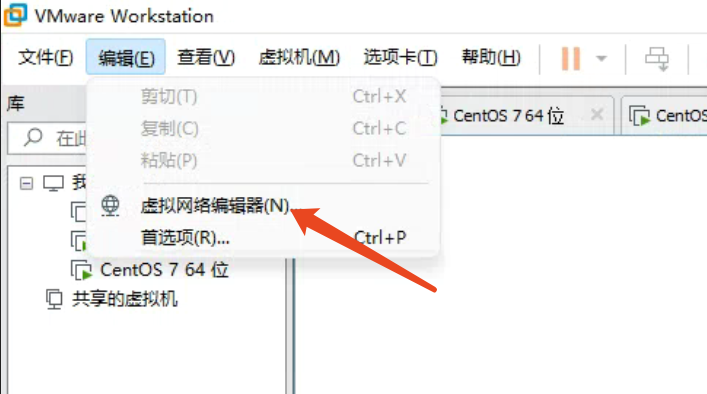 VMware Workstation
文件(F) 编辑(E) 查看(V) 虚拟机(M) 选项卡(T) 帮助(H)
库
剪切(T) Ctrl+X
CentOS 7 64 位
CentOS
在此
复制(C) Ctrl+C
粘贴(P) Ctrl+V
我
虚拟网络编辑器(N)...
首选项(R)... Ctrl+P
CentOS 7 64 位
共享的虚拟机